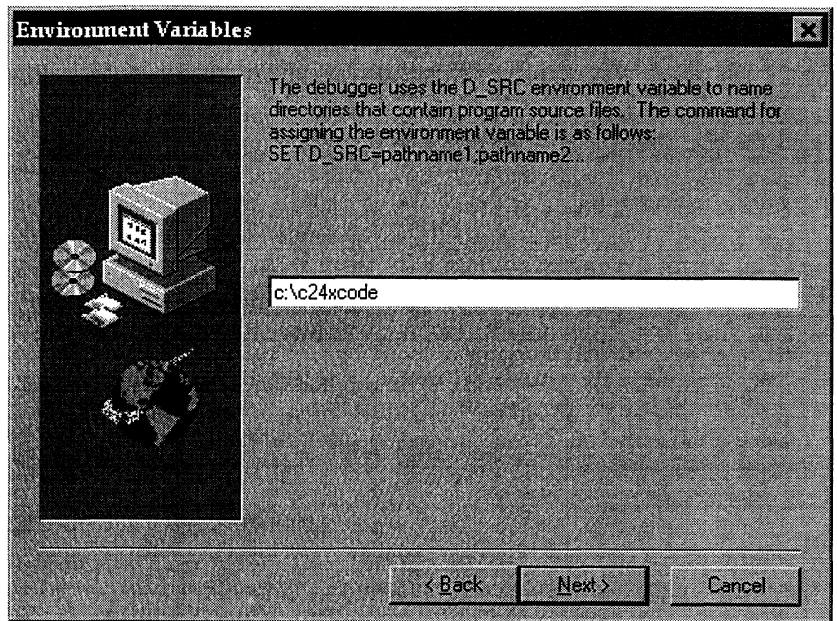 Environment Variables
The debugger uses the D_SRC environment variable to name
directories that contain program source files. The command for
assigning the environment variable is as follows:
SET D_SRC=pathname1;pathname2...
c:\c24xcode
< Back
Next >
Cancel